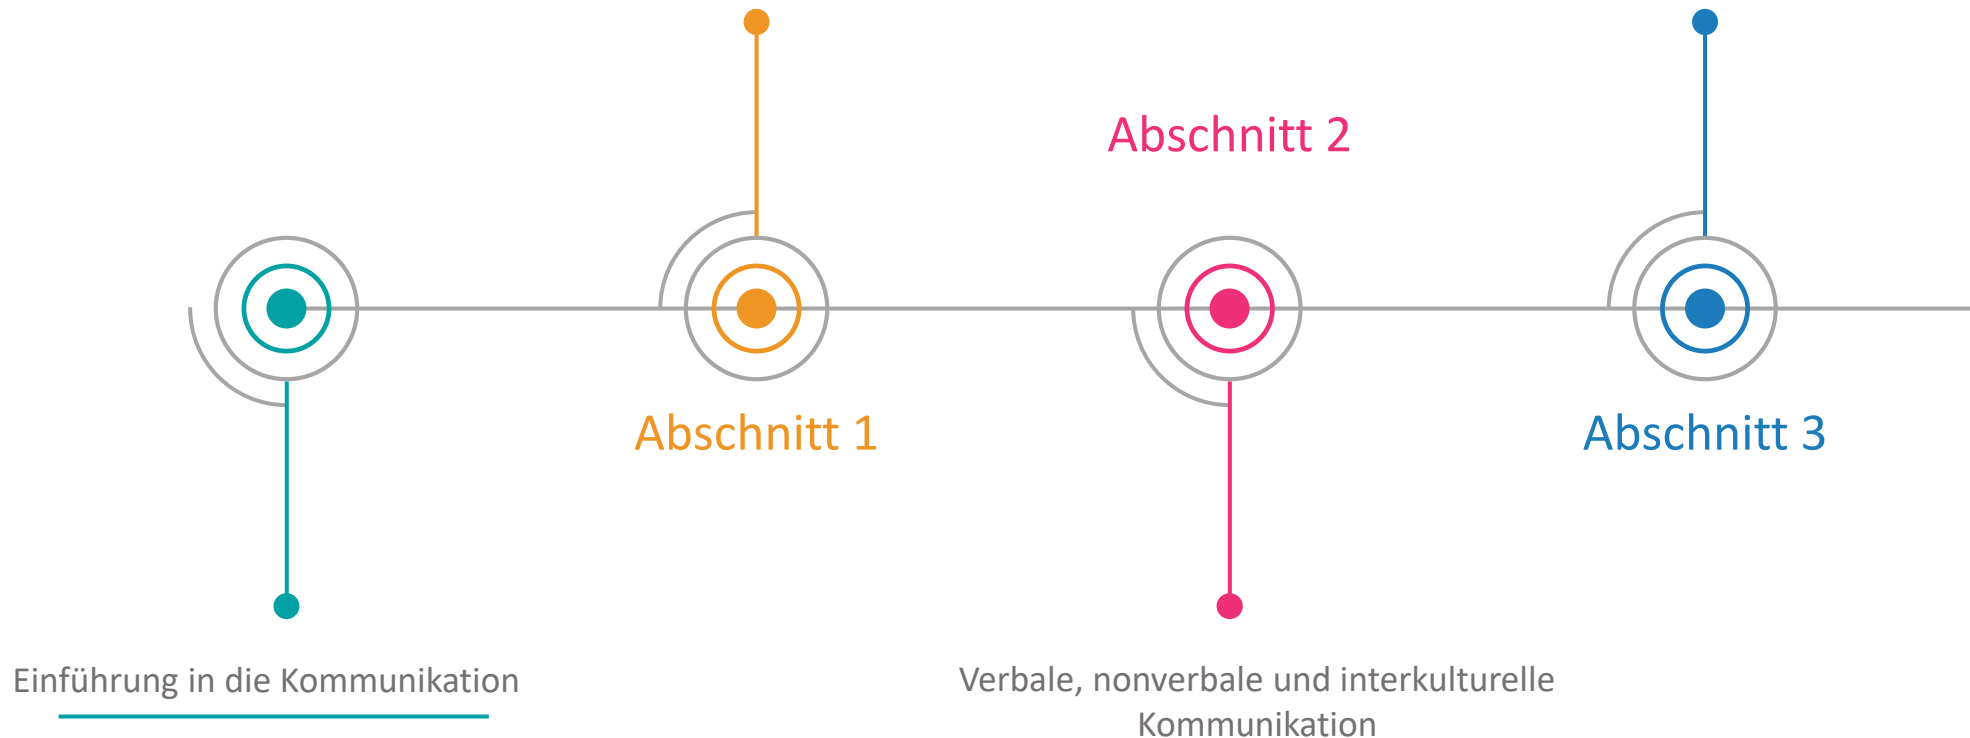 Abschnitt 2
Abschnitt 1
Abschnitt 3
Einführung in die Kommunikation
Verbale, nonverbale und interkulturelle
Kommunikation